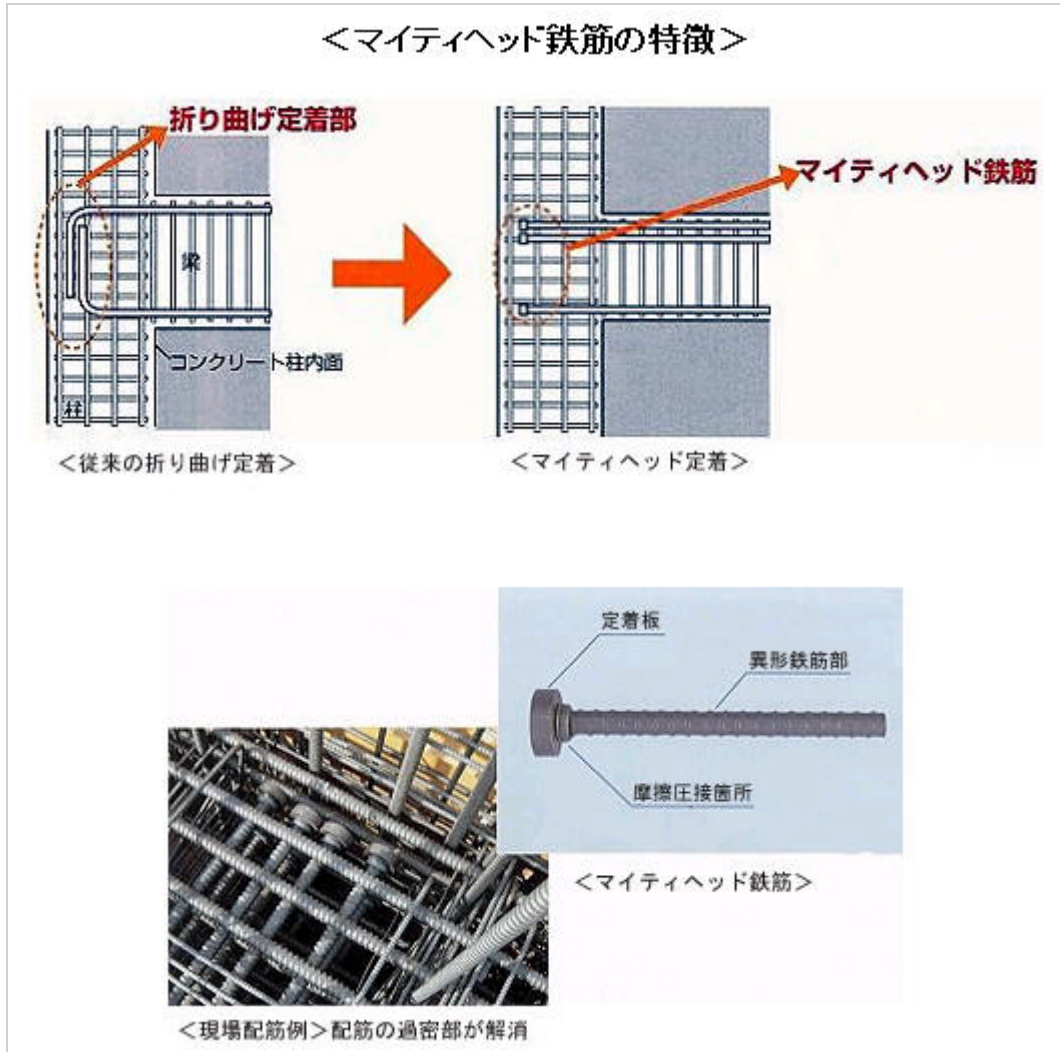 ＜マイティヘッド鉄筋の特徴＞
折り曲げ定着部
マイティヘッド鉄筋
梁
コンクリート柱内面
柱
＜従来の折り曲げ定着＞
＜マイティヘッド定着＞
定着板
異形鉄筋部
摩擦圧接箇所
＜マイティヘッド鉄筋＞
＜現場配筋例＞配筋の過密部が解消